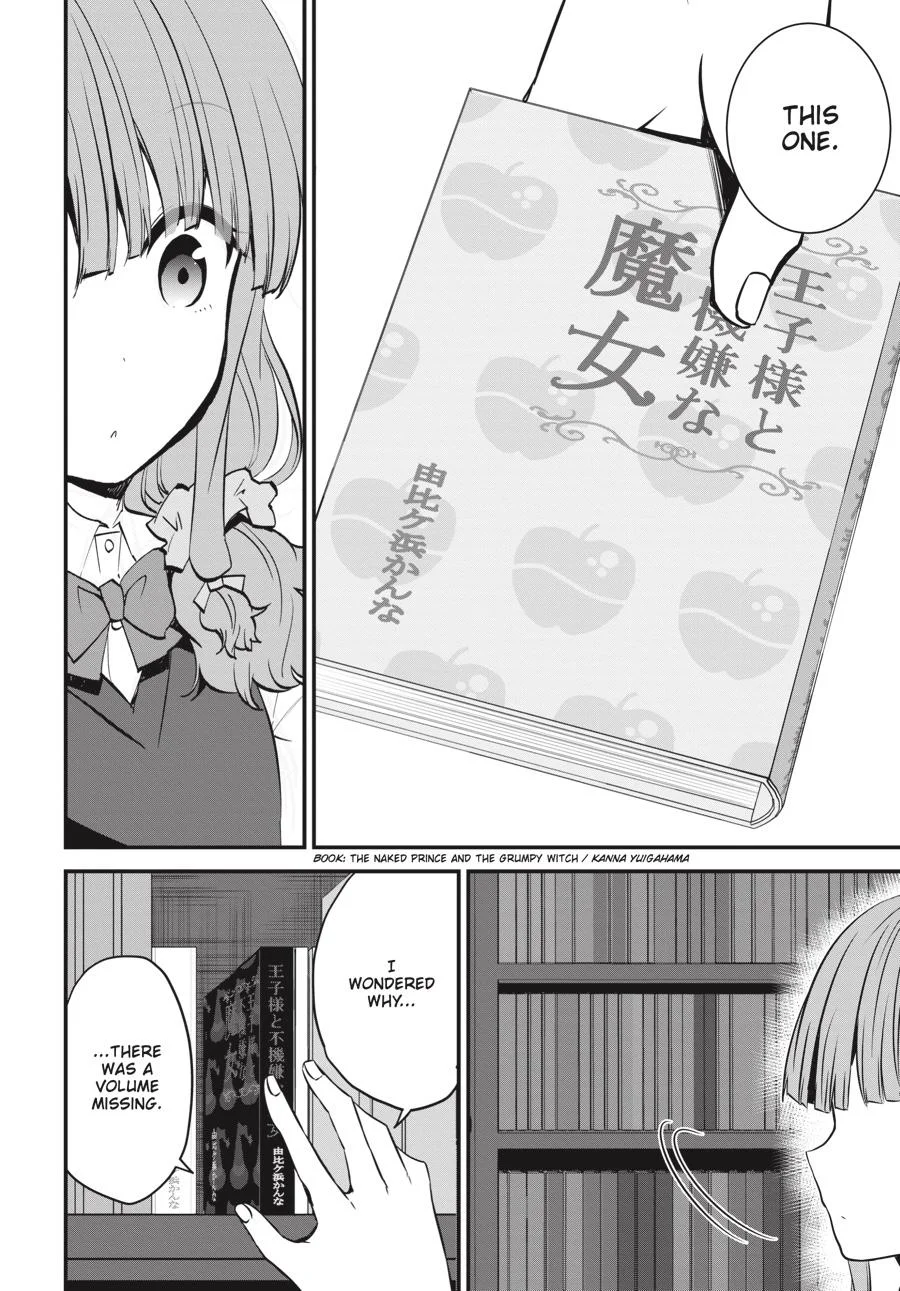 THIS
ONE.
王子様と
機嫌な
魔女
由比ケ浜かんな
BOOK: THE NAKED PRINCE AND THE GRUMPY WITCH / KANNA YUIGAHAMA
I
WONDERED
WHY...
...THERE
WAS A
VOLUME
MISSING.
王子様と不機嫌
3
由比ケ浜かんな